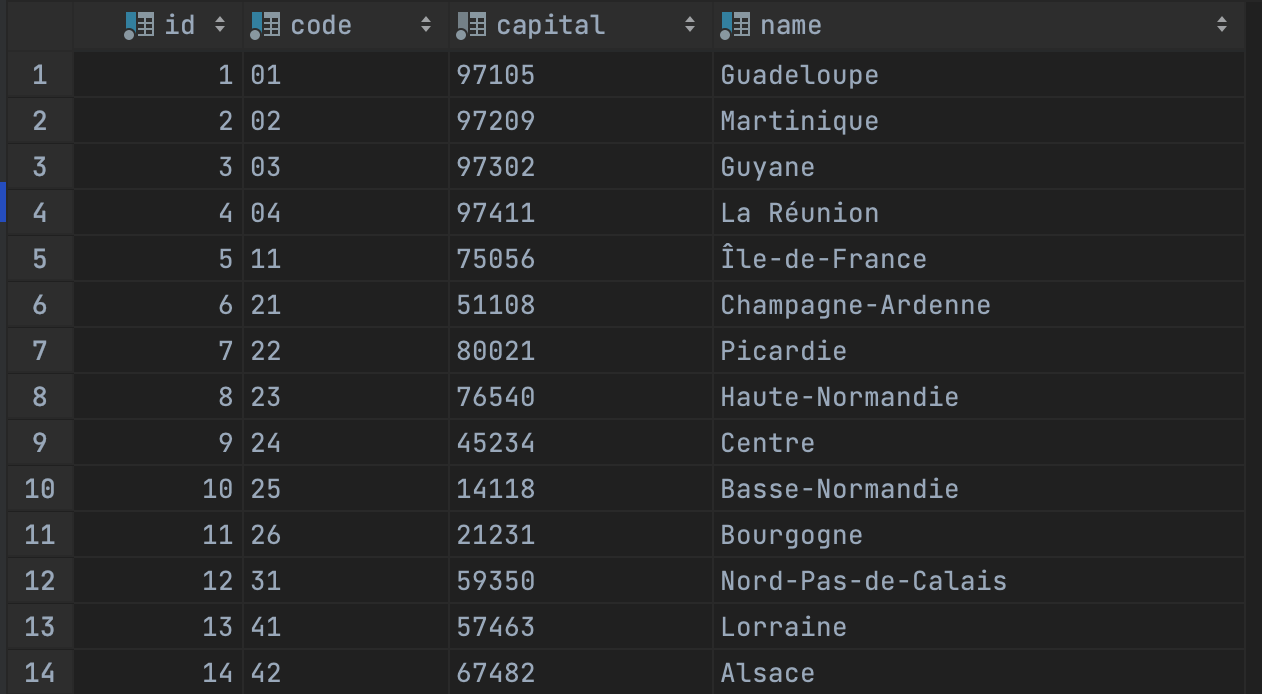 id code capital name
1 1 01 97105 Guadeloupe
2 2 02 97209 Martinique
3 3 03 97302 Guyane
4 4 04 97411 La Réunion
5 5 11 75056 Île-de-France
6 6 21 51108 Champagne-Ardenne
7 7 22 80021 Picardie
8 8 23 76540 Haute-Normandie
9 9 24 45234 Centre
10 10 25 14118 Basse-Normandie
11 11 26 21231 Bourgogne
12 12 31 59350 Nord-Pas-de-Calais
13 13 41 57463 Lorraine
14 14 42 67482 Alsace